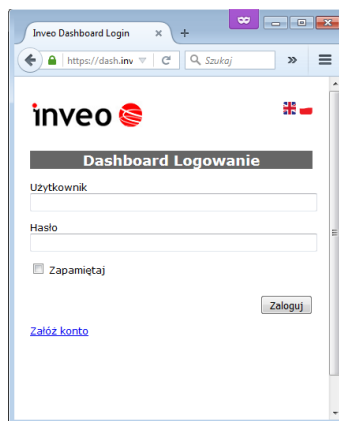 Inveo Dashboard Login
https://dash.inv
Szukaj
inveo
Dashboard Logowanie
Użytkownik
Hasło
Zapamiętaj
Zaloguj
Załóż konto